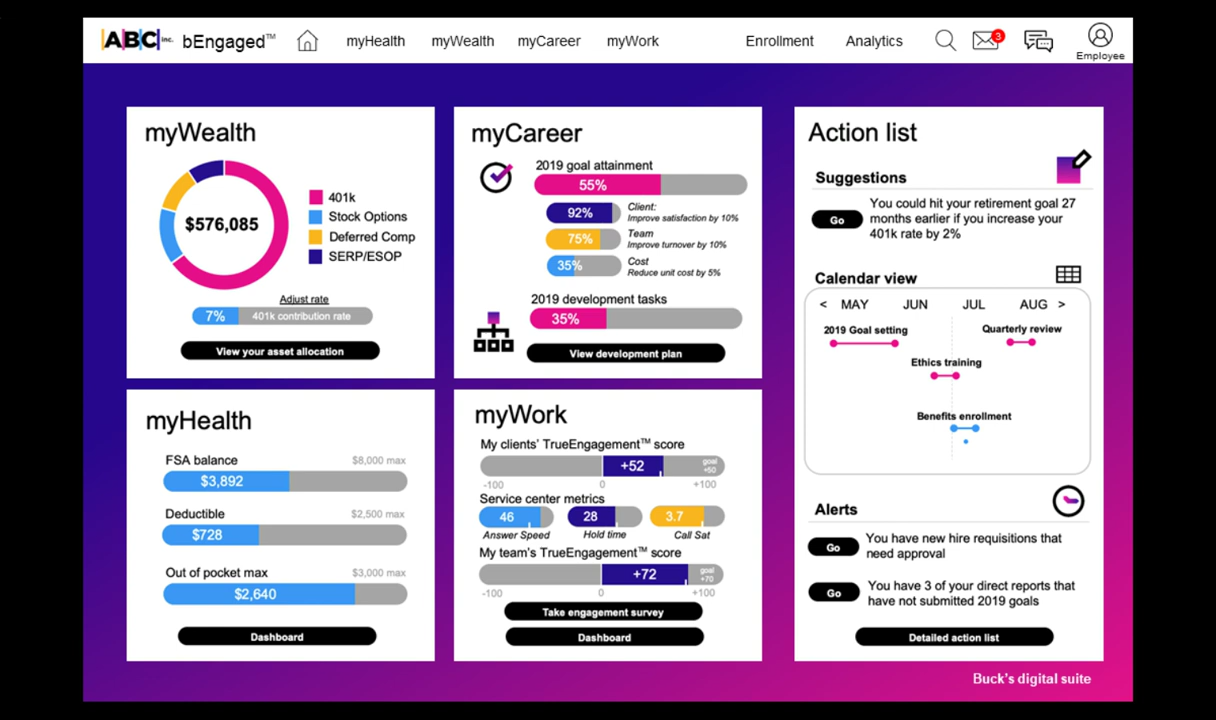 ABC inc. bEngaged™ myHealth myWealth myCareer myWork Enrollment Analytics 3 Employee
myWealth
$576,085
401k
Stock Options
Deferred Comp
SERP/ESOP
Adjust rate
7% 401k contribution rate
View your asset allocation
myCareer
2019 goal attainment
55%
92% Client:
Improve satisfaction by 10%
75% Team
Improve turnover by 10%
35% Cost
Reduce unit cost by 5%
2019 development tasks
35%
View development plan
myHealth
FSA balance $8,000 max
$3,892
Deductible $2,500 max
$728
Out of pocket max $3,000 max
$2,640
Dashboard
myWork
My clients' TrueEngagement™ score
+52 goal
+50
-100 0 +100
Service center metrics
46 28 3.7
Answer Speed Hold time Call Sat
My team's TrueEngagement™ score
+72 goal
+70
-100 0 +100
Take engagement survey
Dashboard
Action list
Suggestions
Go
You could hit your retirement goal 27
months earlier if you increase your
401k rate by 2%
Calendar view
< MAY JUN JUL AUG >
2019 Goal setting Quarterly review
Ethics training
Benefits enrollment
Alerts
Go
You have new hire requisitions that
need approval
Go
You have 3 of your direct reports that
have not submitted 2019 goals
Detailed action list
Buck's digital suite